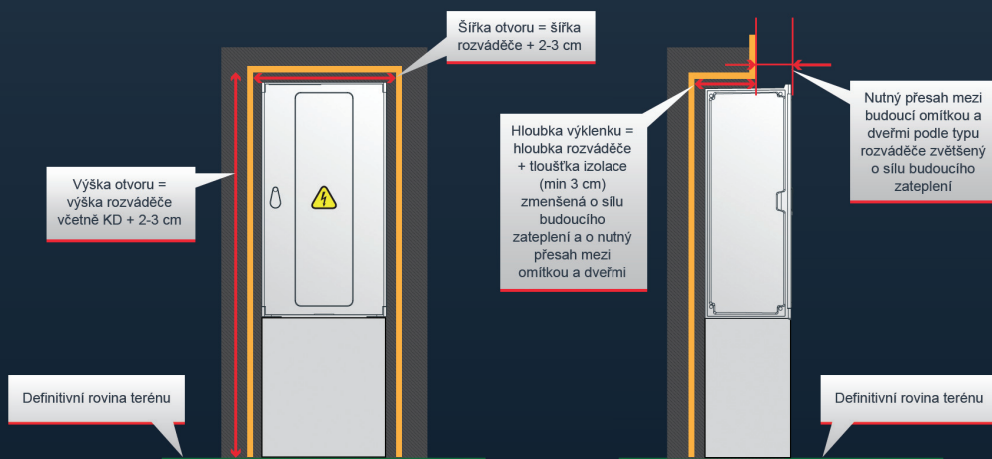 Šířka otvoru = šířka
rozváděče + 2-3 cm
Výška otvoru =
výška rozváděče
včetně KD + 2-3 cm
Definitivní rovina terénu
Hloubka výklenku =
hloubka rozváděče
+ tloušťka izolace
(min 3 cm)
zmenšená o sílu
budoucího
zateplení a o nutný
přesah mezi
omítkou a dveřmi
Nutný přesah mezi
budoucí omítkou a
dveřmi podle typu
rozváděče zvětšený
o sílu budoucího
zateplení
Definitivní rovina terénu